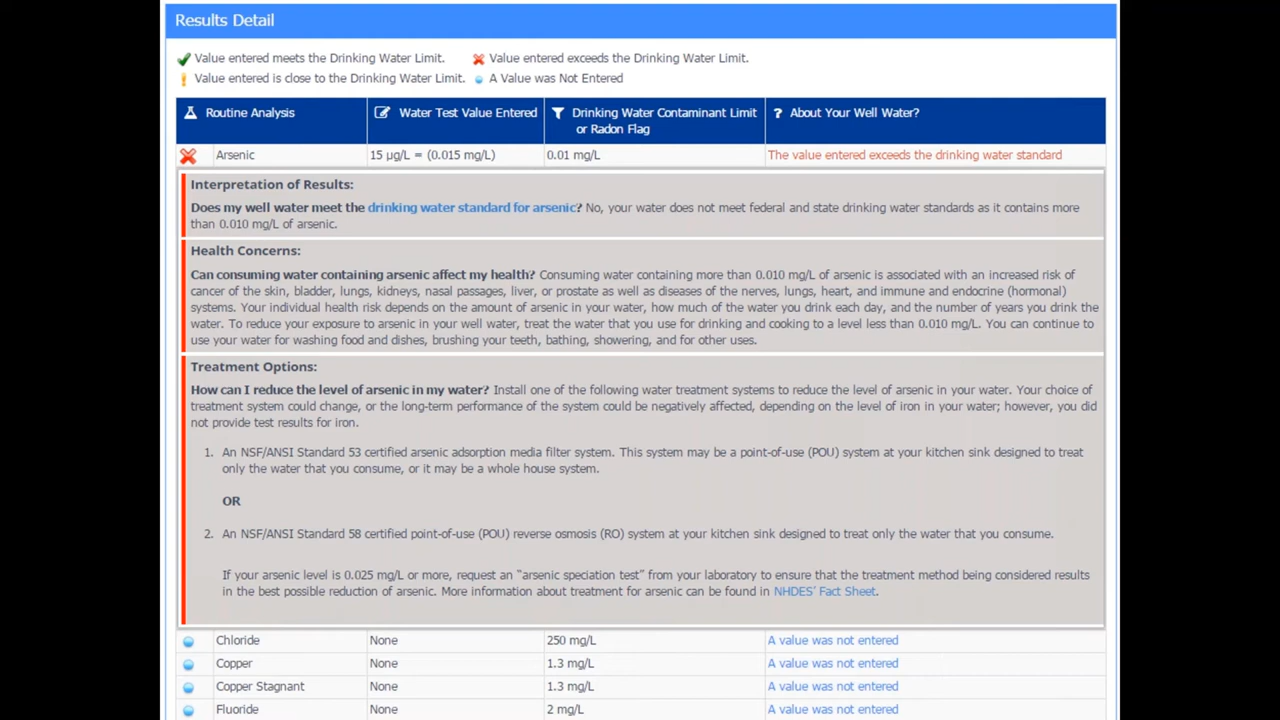 Results Detail
Value entered meets the Drinking Water Limit. Value entered exceeds the Drinking Water Limit.
Value entered is close to the Drinking Water Limit. A Value was Not Entered
Routine Analysis Water Test Value Entered Drinking Water Contaminant Limit or Radon Flag ? About Your Well Water?
Arsenic 15 µg/L = (0.015 mg/L) 0.01 mg/L The value entered exceeds the drinking water standard
Interpretation of Results:
Does my well water meet the drinking water standard for arsenic? No, your water does not meet federal and state drinking water standards as it contains more
than 0.010 mg/L of arsenic.
Health Concerns:
Can consuming water containing arsenic affect my health? Consuming water containing more than 0.010 mg/L of arsenic is associated with an increased risk of
cancer of the skin, bladder, lungs, kidneys, nasal passages, liver, or prostate as well as diseases of the nerves, lungs, heart, and immune and endocrine (hormonal)
systems. Your individual health risk depends on the amount of arsenic in your water, how much of the water you drink each day, and the number of years you drink the
water. To reduce your exposure to arsenic in your well water, treat the water that you use for drinking and cooking to a level less than 0.010 mg/L. You can continue to
use your water for washing food and dishes, brushing your teeth, bathing, showering, and for other uses.
Treatment Options:
How can I reduce the level of arsenic in my water? Install one of the following water treatment systems to reduce the level of arsenic in your water. Your choice of
treatment system could change, or the long-term performance of the system could be negatively affected, depending on the level of iron in your water; however, you did
not provide test results for iron.
1. An NSF/ANSI Standard 53 certified arsenic adsorption media filter system. This system may be a point-of-use (POU) system at your kitchen sink designed to treat
only the water that you consume, or it may be a whole house system.
OR
2. An NSF/ANSI Standard 58 certified point-of-use (POU) reverse osmosis (RO) system at your kitchen sink designed to treat only the water that you consume.
If your arsenic level is 0.025 mg/L or more, request an "arsenic speciation test" from your laboratory to ensure that the treatment method being considered results
in the best possible reduction of arsenic. More information about treatment for arsenic can be found in NHDES' Fact Sheet.
Chloride None 250 mg/L A value was not entered
Copper None 1.3 mg/L A value was not entered
Copper Stagnant None 1.3 mg/L A value was not entered
Fluoride None 2 mg/L A value was not entered